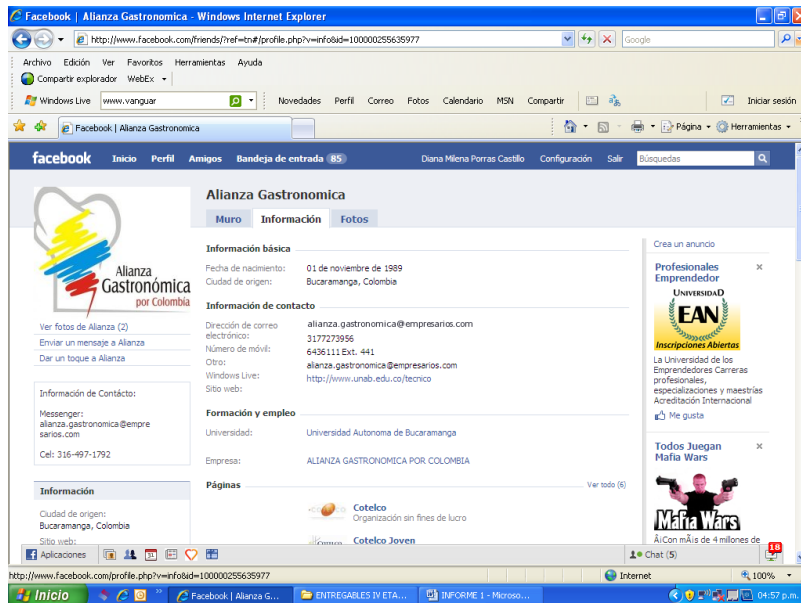 Facebook | Alianza Gastronomica - Windows Internet Explorer
http://www.facebook.com/friends/?ref=tn#/profile.php?v=info&id=100000255635977
Google
Archivo Edición Ver Favoritos Herramientas Ayuda
Compartir explorador WebEx
Windows Live www.vanguar Novedades Perfil Correo Fotos Calendario MSN Compartir Iniciar sesión
Facebook | Alianza Gastronomica Página Herramientas
facebook Inicio Perfil Amigos Bandeja de entrada 85 Diana Milena Porras Castillo Configuración Salir Búsquedas
Alianza
Gastronómica
por Colombia
Ver fotos de Alianza (2)
Enviar un mensaje a Alianza
Dar un toque a Alianza
Información de Contácto:
Messenger:
alianza.gastronomica@empre
sarios.com
Cel: 316-497-1792
Información
Ciudad de origen:
Bucaramanga, Colombia
Sitio web:
Alianza Gastronomica
Muro Información Fotos
Información básica
Fecha de nacimiento: 01 de noviembre de 1989
Ciudad de origen: Bucaramanga, Colombia
Información de contacto
Dirección de correo alianza.gastronomica@empresarios.com
electrónico: 3177273956
Número de móvil: 6436111 Ext. 441
Otro: alianza.gastronomica@empresarios.com
Windows Live: http://www.unab.edu.co/tecnico
Sitio web:
Formación y empleo
Universidad: Universidad Autonoma de Bucaramanga
Empresa: ALIANZA GASTRONOMICA POR COLOMBIA
Páginas Ver todo (6)
Cotelco
Organización sin fines de lucro
Cotelco Joven
Crea un anuncio
Profesionales
Emprendedor
UNIVERSIDAD
EAN
Inscripciones Abiertas
La Universidad de los
Emprendedores Carreras
profesionales,
especializaciones y maestrías
Acreditación Internacional
Me gusta
Todos Juegan
Mafia Wars
Mafia Wars
Â¡Con mÃ¡s de 4 millones de
Aplicaciones 31 Chat (5) 18
http://www.facebook.com/profile.php?v=info&id=100000255635977 Internet 100%
Inicio Facebook | Alianza G... ENTREGABLES IV ETA... INFORME 1 - Microso... 04:57 p.m.